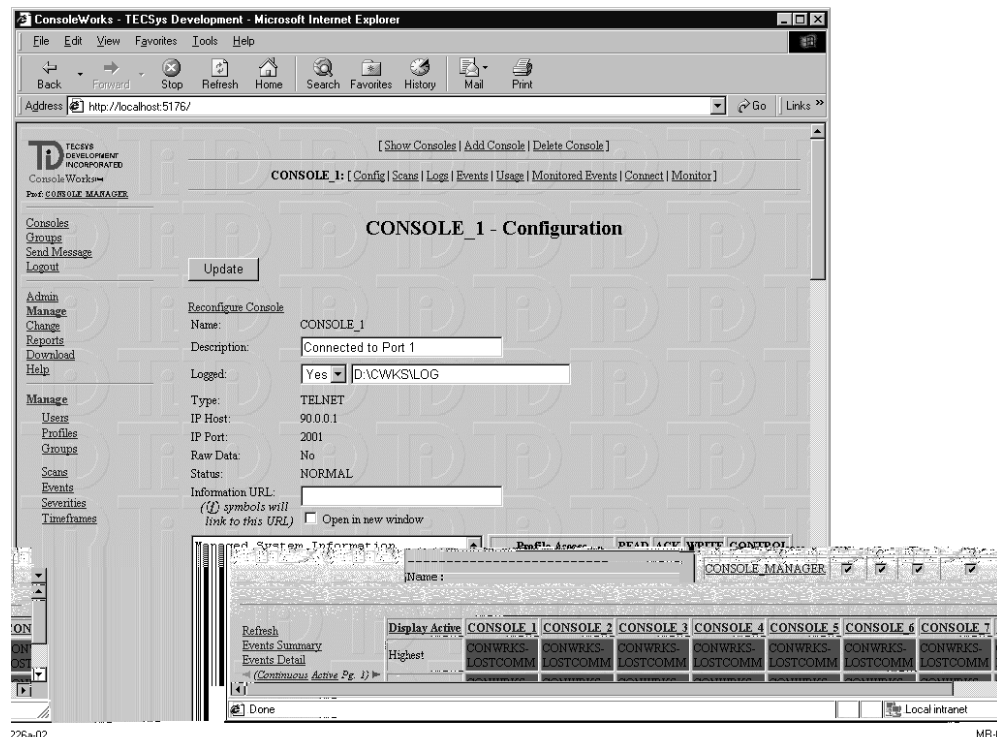 ConsoleWorks - TECSys Development - Microsoft Internet Explorer
File Edit View Favorites Tools Help
Back Forward Stop Refresh Home Search Favorites History Mail Print
Address http://localhost:5176/ Go Links »
TECSYS
DEVELOPMENT
INCORPORATED
ConsoleWorks
Prof: CONSOLE MANAGER
[ Show Consoles | Add Console | Delete Console ]
CONSOLE_1: [ Config | Scans | Logs | Events | Usage | Monitored Events | Connect | Monitor ]
Consoles
Groups
Send Message
Logout
Admin
Manage
Change
Reports
Download
Help
Manage
Users
Profiles
Groups
Scans
Events
Severities
Timeframes
CONSOLE_1 - Configuration
Update
Reconfigure Console
Name: CONSOLE_1
Description: Connected to Port 1
Logged: Yes D:\CWKS\LOG
Type: TELNET
IP Host: 90.0.0.1
IP Port: 2001
Raw Data: No
Status: NORMAL
Information URL:
((i) symbols will
link to this URL) Open in new window
Managed System Information
Profile Access READ ACK WRITE CONTROL
Name :
CONSOLE_MANAGER
Refresh
Events Summary
Events Detail
(Continuous Active Pg. 1)
Display Active CONSOLE_1 CONSOLE_2 CONSOLE_3 CONSOLE_4 CONSOLE_5 CONSOLE_6 CONSOLE_7
Highest CONWRKS-LOSTCOMM CONWRKS-LOSTCOMM CONWRKS-LOSTCOMM CONWRKS-LOSTCOMM CONWRKS-LOSTCOMM CONWRKS-LOSTCOMM CONWRKS-LOSTCOMM
Done Local intranet
226a-02